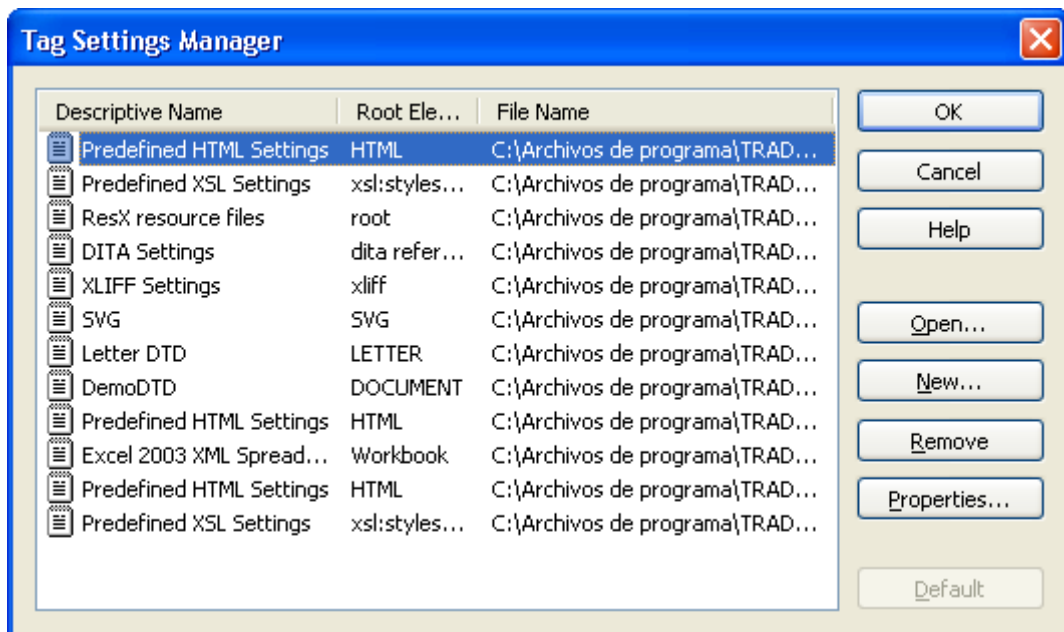 Tag Settings Manager
Descriptive Name Root Ele... File Name
Predefined HTML Settings HTML C:\Archivos de programa\TRAD...
Predefined XSL Settings xsl:styles... C:\Archivos de programa\TRAD...
ResX resource files root C:\Archivos de programa\TRAD...
DITA Settings dita refer... C:\Archivos de programa\TRAD...
XLIFF Settings xliff C:\Archivos de programa\TRAD...
SVG SVG C:\Archivos de programa\TRAD...
Letter DTD LETTER C:\Archivos de programa\TRAD...
DemoDTD DOCUMENT C:\Archivos de programa\TRAD...
Predefined HTML Settings HTML C:\Archivos de programa\TRAD...
Excel 2003 XML Spread... Workbook C:\Archivos de programa\TRAD...
Predefined HTML Settings HTML C:\Archivos de programa\TRAD...
Predefined XSL Settings xsl:styles... C:\Archivos de programa\TRAD...
OK
Cancel
Help
Open...
New...
Remove
Properties...
Default